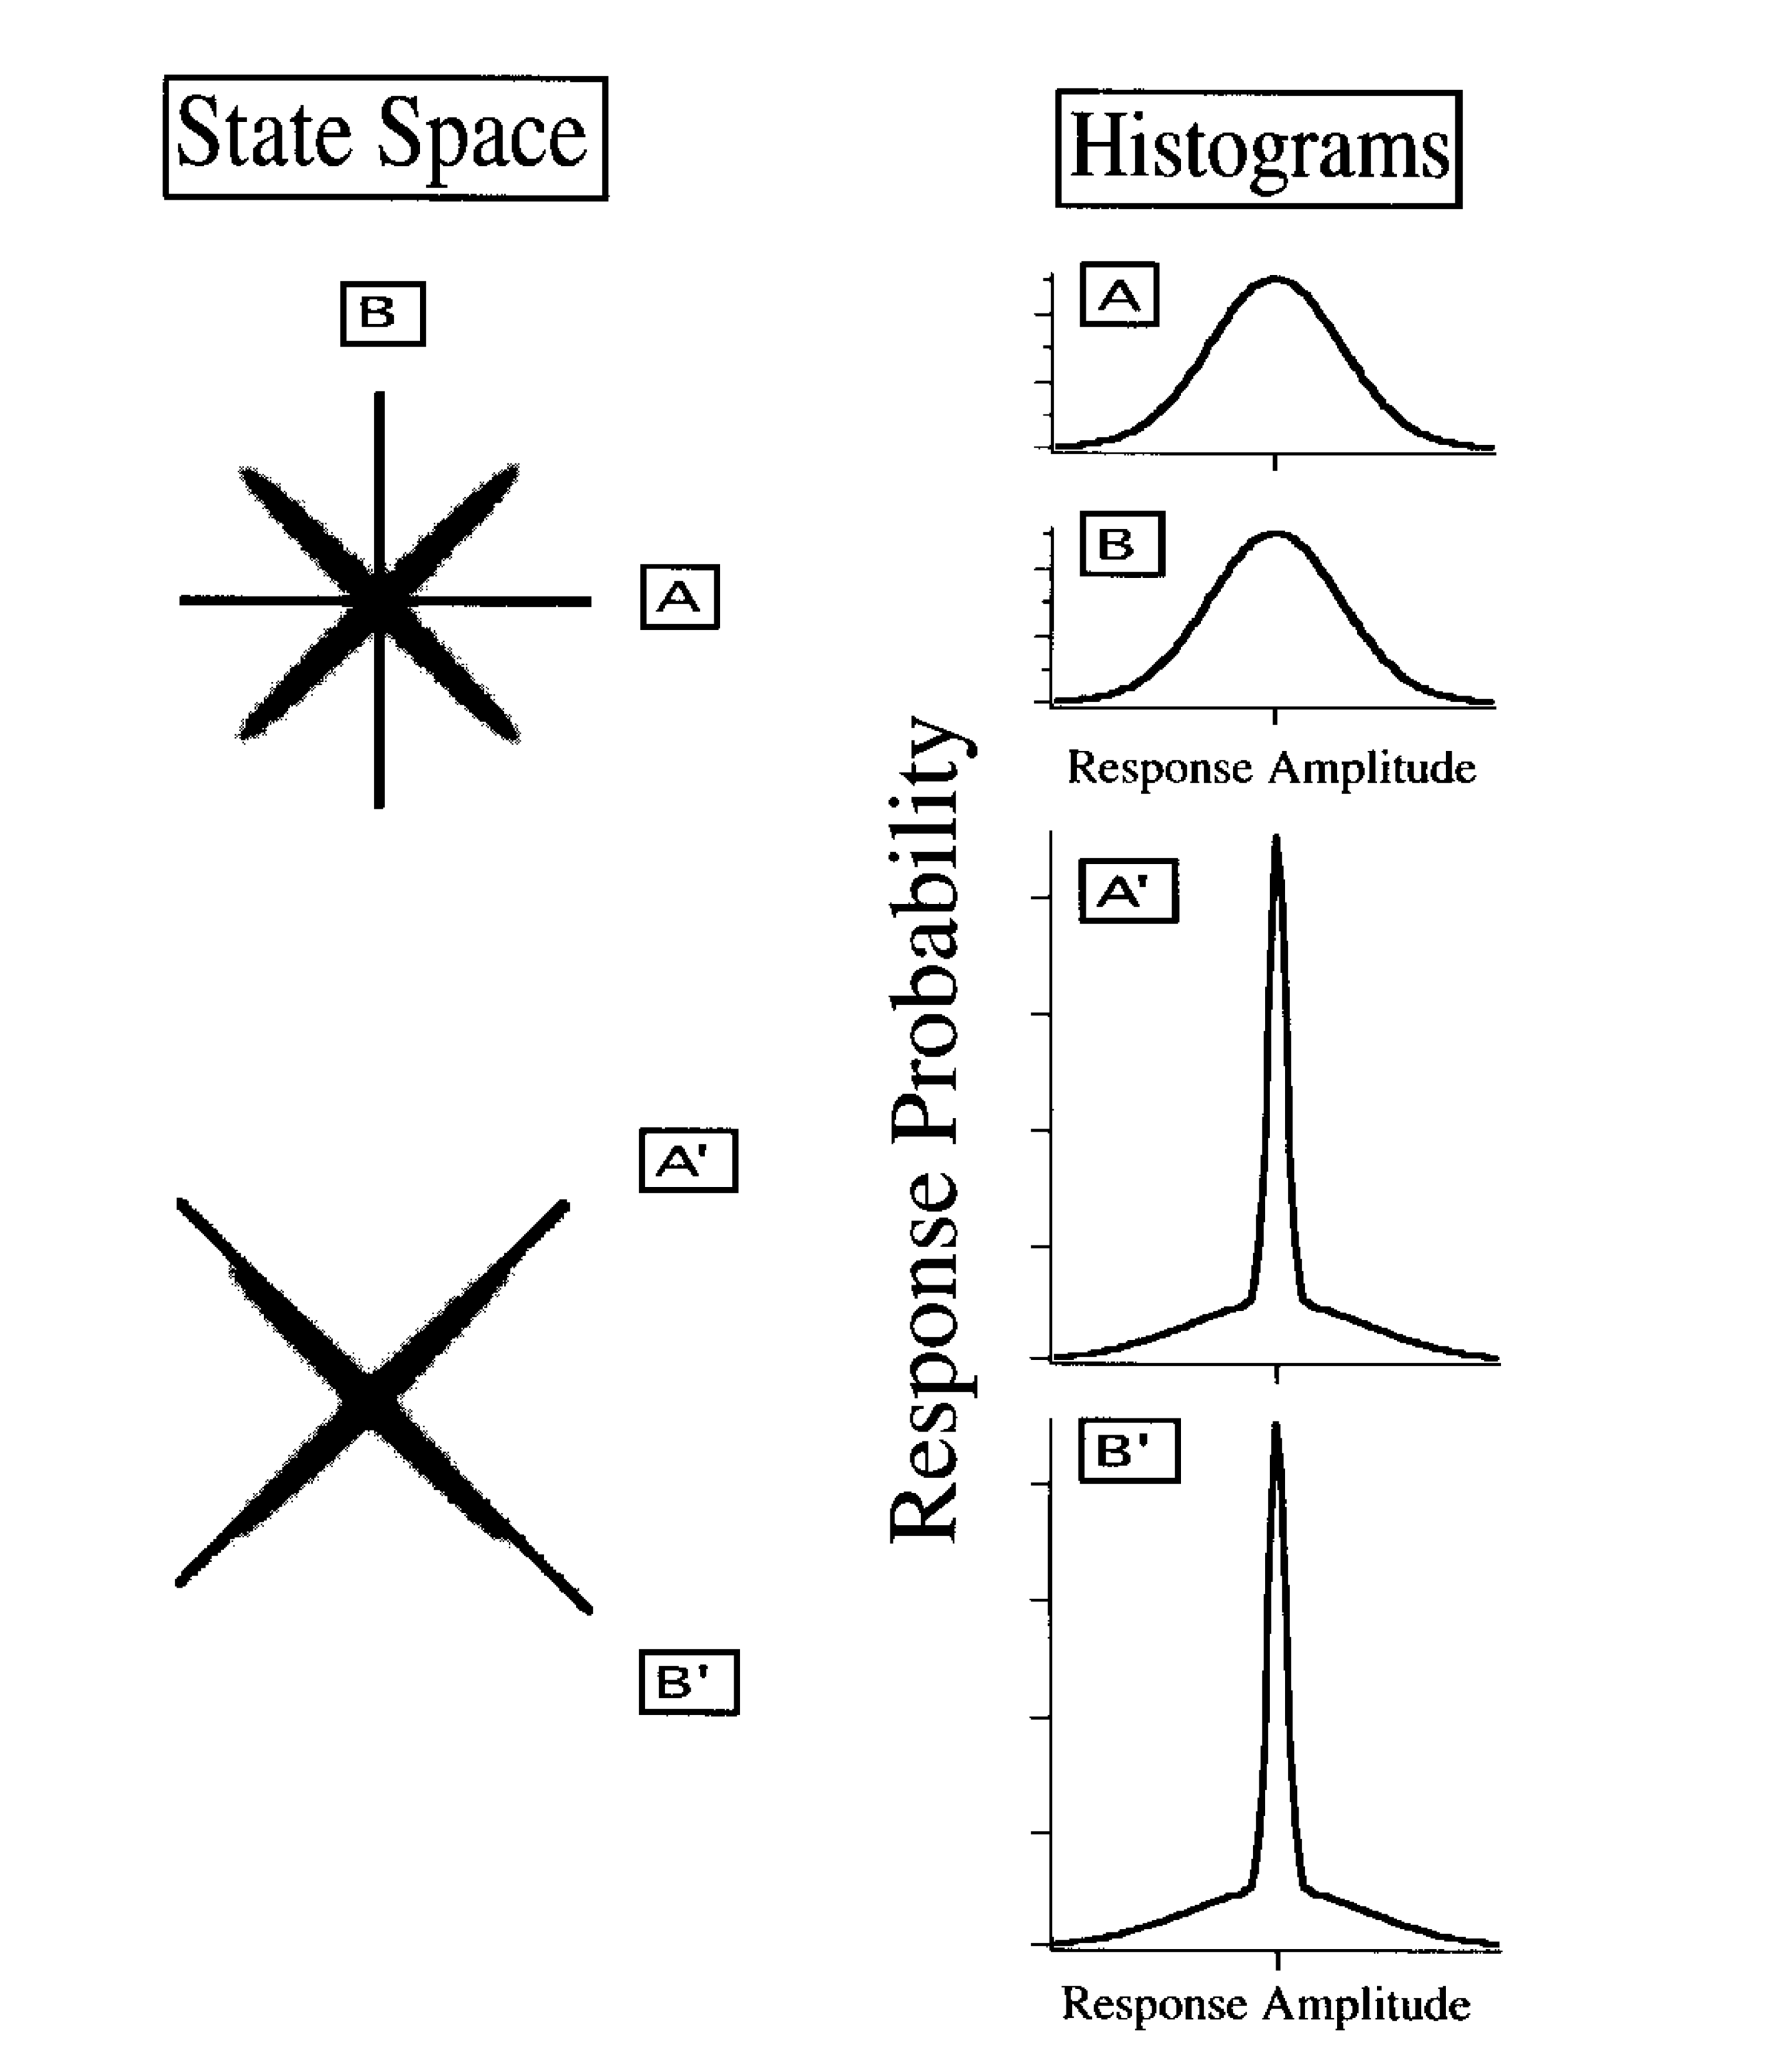 State Space
Histograms
B
A
A'
B'
Response Probability
A
B
Response Amplitude
A'
B'
Response Amplitude